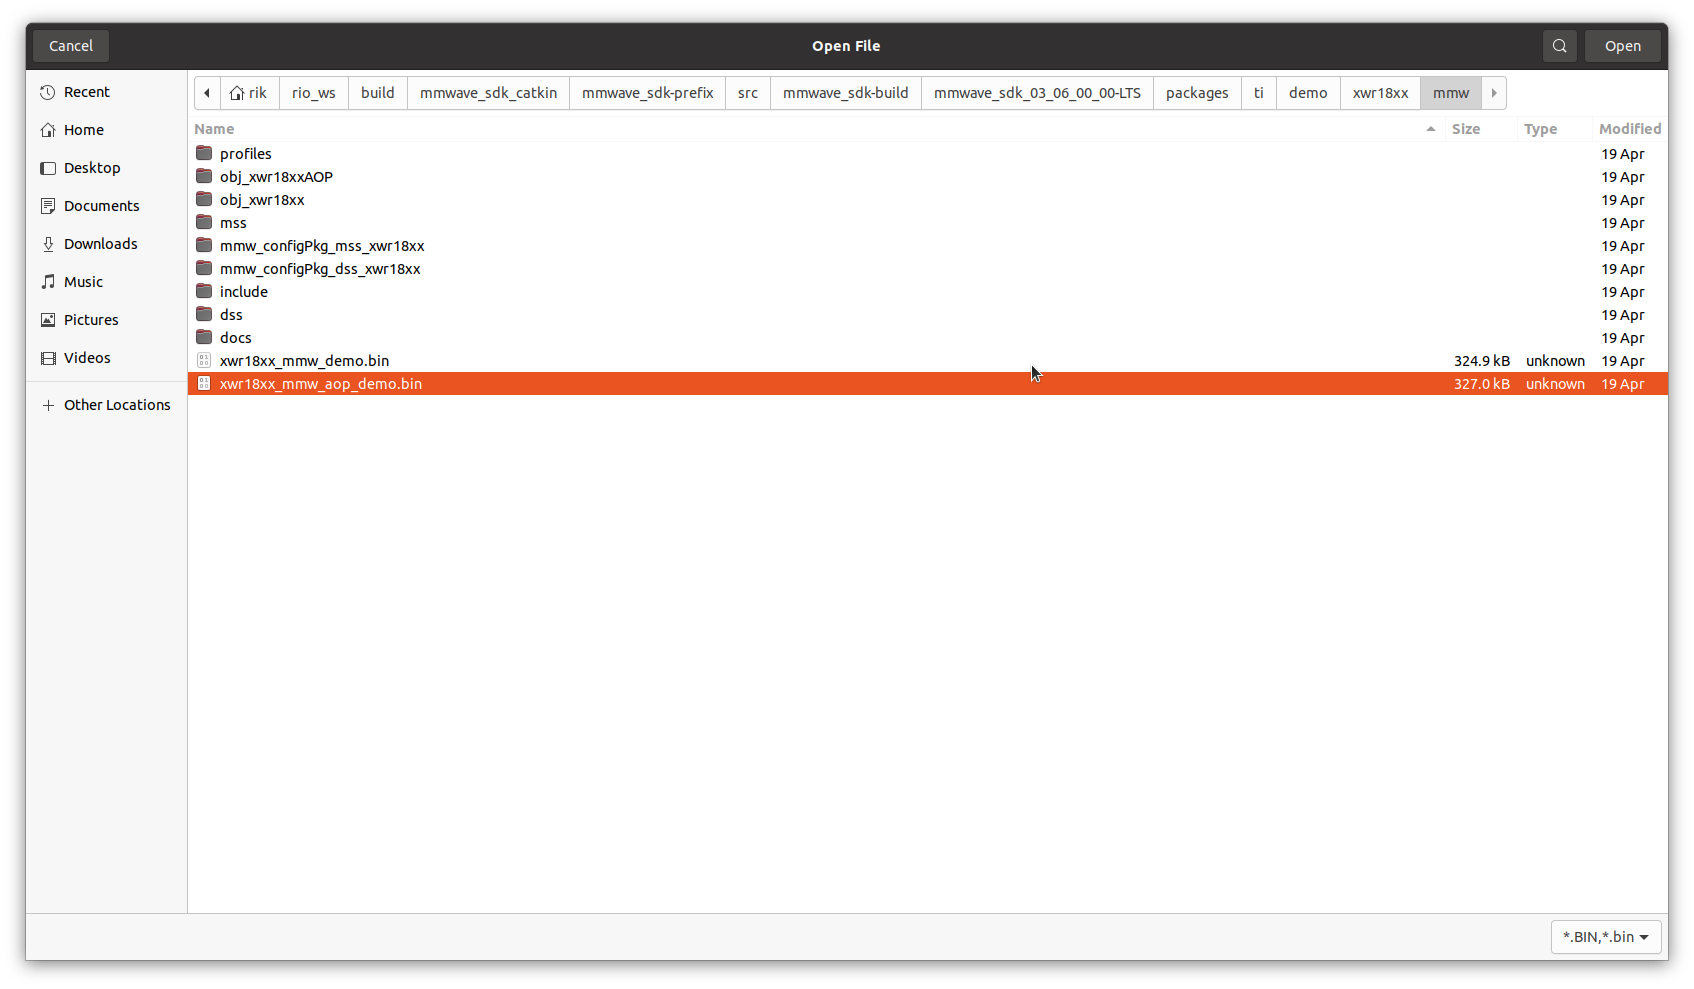 Cancel Open File Open
Recent
Home
Desktop
Documents
Downloads
Music
Pictures
Videos
Other Locations
rik rio_ws build mmwave_sdk_catkin mmwave_sdk-prefix src mmwave_sdk-build mmwave_sdk_03_06_00_00-LTS packages ti demo xwr18xx mmw
Name Size Type Modified
profiles 19 Apr
obj_xwr18xxAOP 19 Apr
obj_xwr18xx 19 Apr
mss 19 Apr
mmw_configPkg_mss_xwr18xx 19 Apr
mmw_configPkg_dss_xwr18xx 19 Apr
include 19 Apr
dss 19 Apr
docs 19 Apr
xwr18xx_mmw_demo.bin 324.9 kB unknown 19 Apr
xwr18xx_mmw_aop_demo.bin 327.0 kB unknown 19 Apr
*.BIN,*.bin